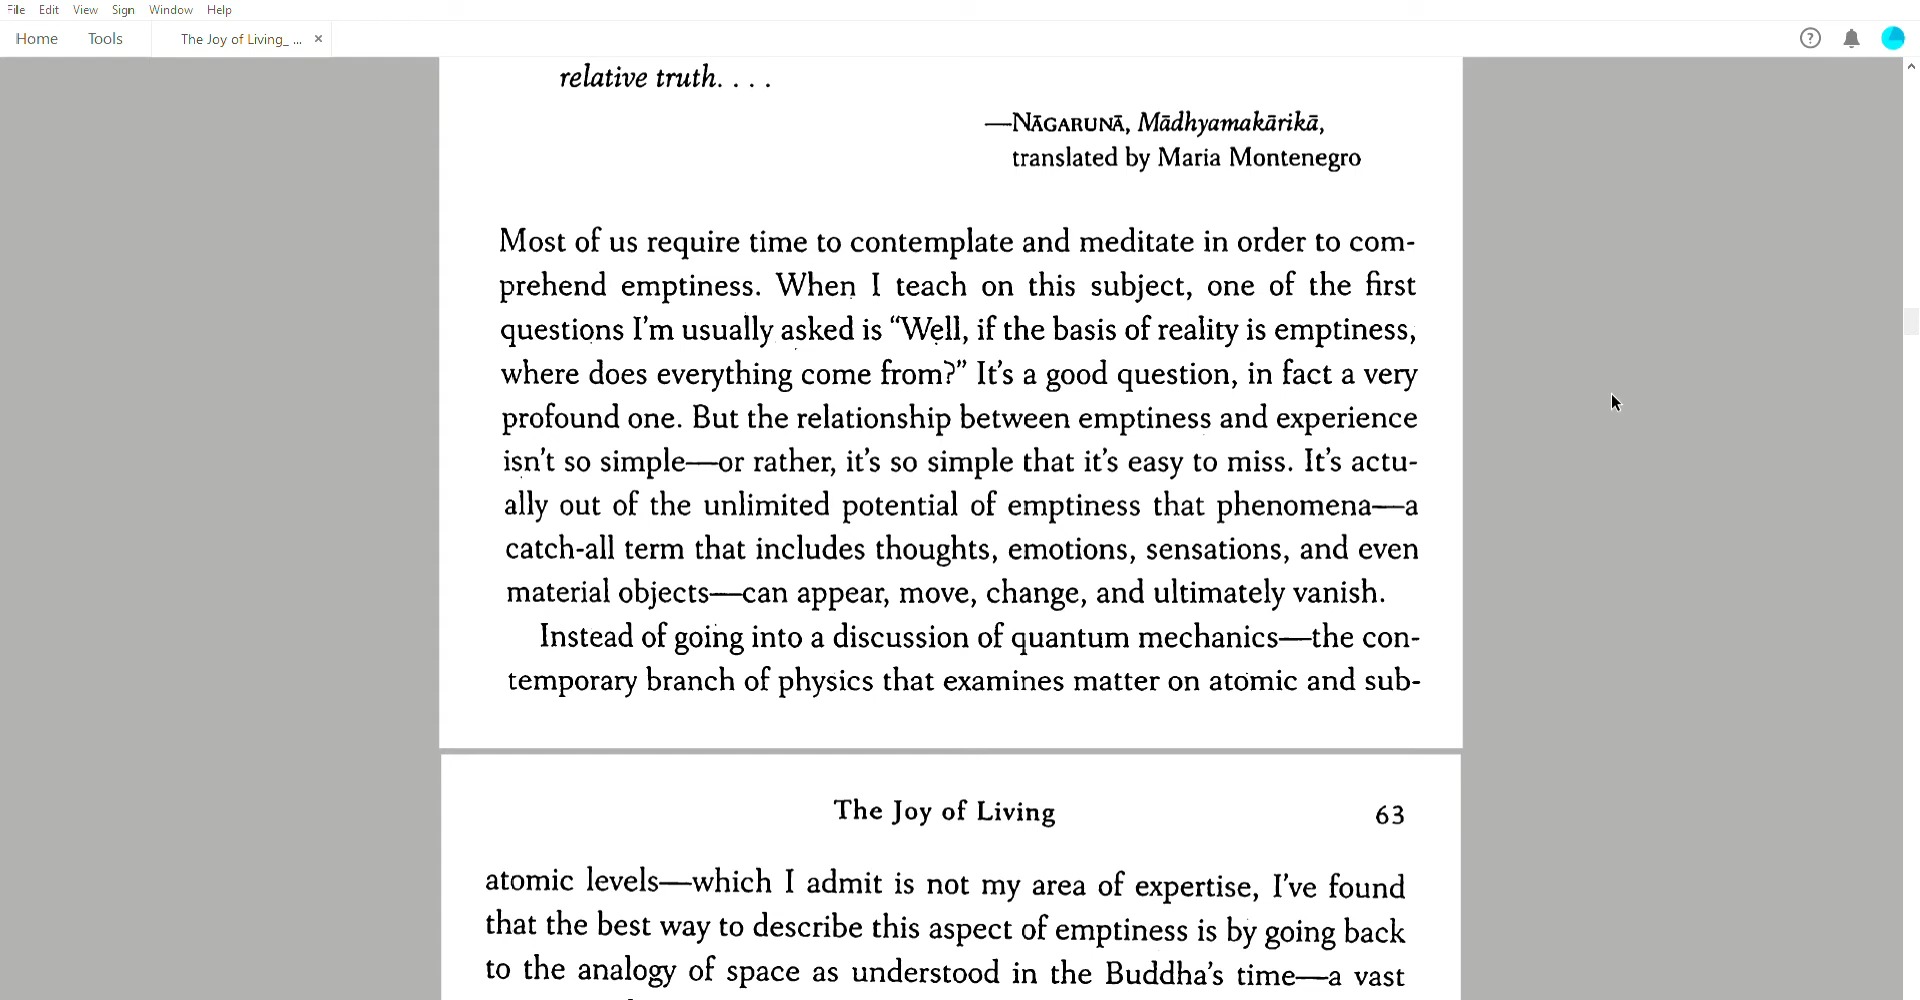 File Edit View Sign Window Help
Home Tools The Joy of Living_ ... ×
relative truth. . . .
—NĀGARUNĀ, Mādhyamakārikā,
translated by Maria Montenegro
Most of us require time to contemplate and meditate in order to com-
prehend emptiness. When I teach on this subject, one of the first
questions I'm usually asked is “Well, if the basis of reality is emptiness,
where does everything come from?” It's a good question, in fact a very
profound one. But the relationship between emptiness and experience
isn't so simple—or rather, it's so simple that it's easy to miss. It's actu-
ally out of the unlimited potential of emptiness that phenomena—a
catch-all term that includes thoughts, emotions, sensations, and even
material objects—can appear, move, change, and ultimately vanish.
Instead of going into a discussion of quantum mechanics—the con-
temporary branch of physics that examines matter on atomic and sub-
The Joy of Living 63
atomic levels—which I admit is not my area of expertise, I've found
that the best way to describe this aspect of emptiness is by going back
to the analogy of space as understood in the Buddha's time—a vast